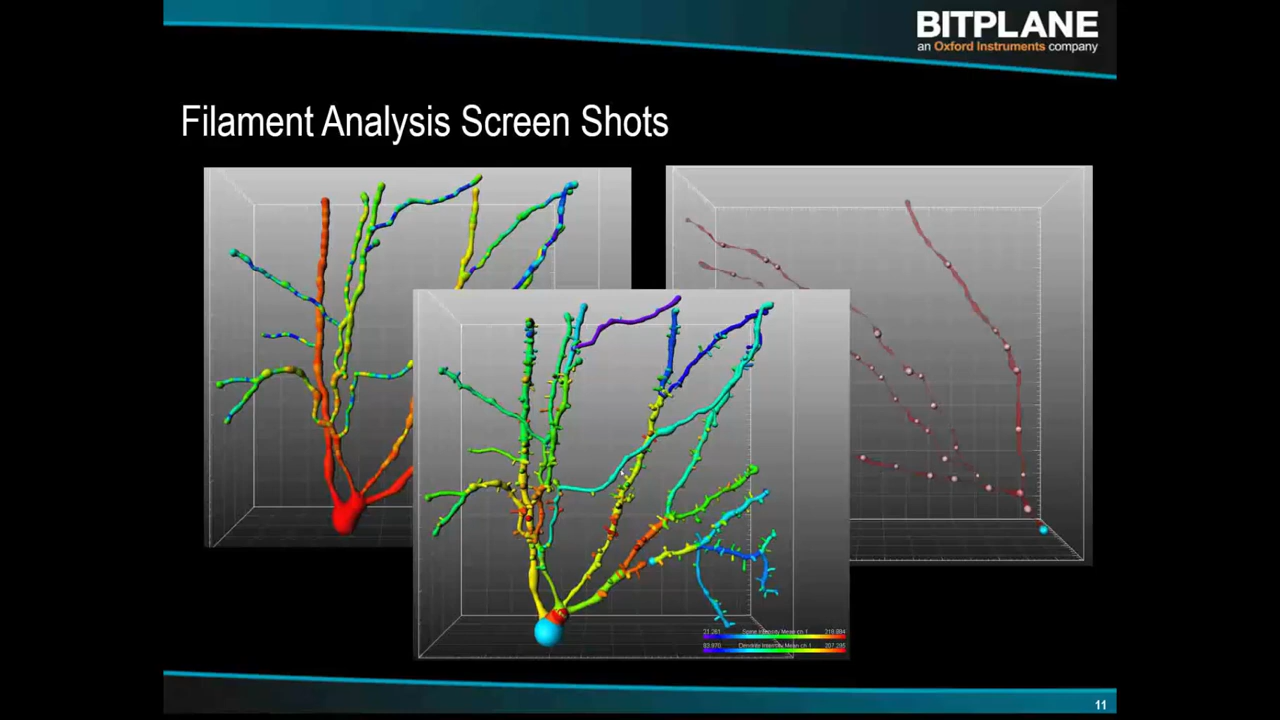 BITPLANE
an Oxford Instruments company
Filament Analysis Screen Shots
Spine Intensity Mean ch.1
Dendrite Intensity Mean ch.1
11